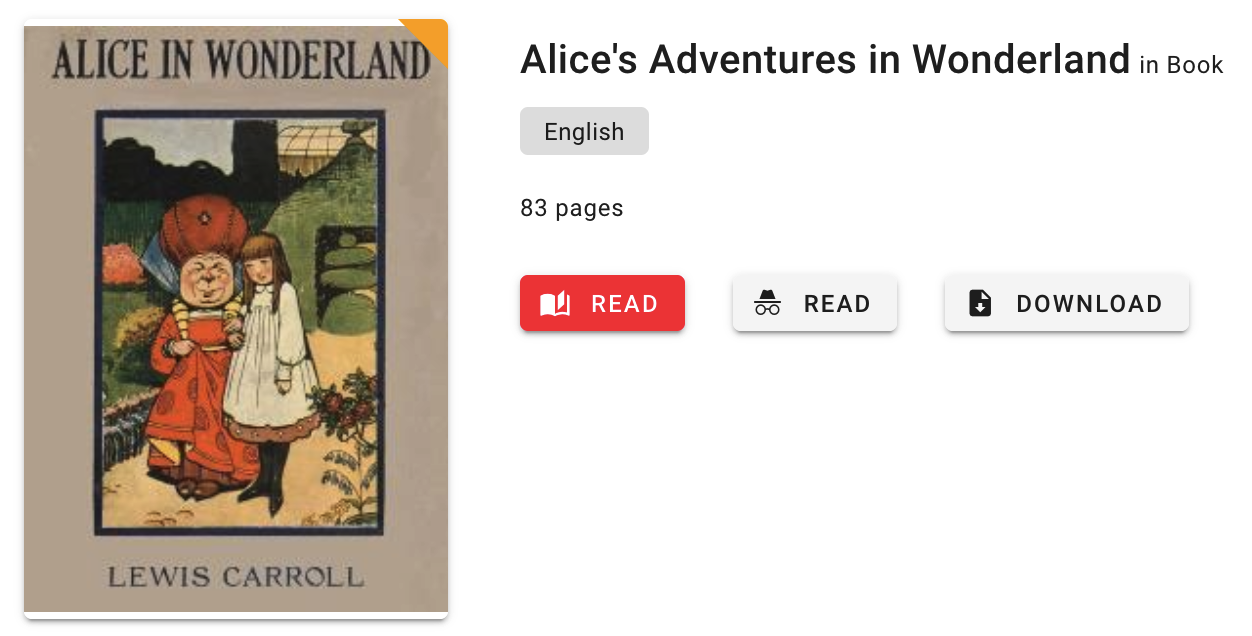 ALICE IN WONDERLAND
LEWIS CARROLL
Alice's Adventures in Wonderland in Book
English
83 pages
READ
READ
DOWNLOAD